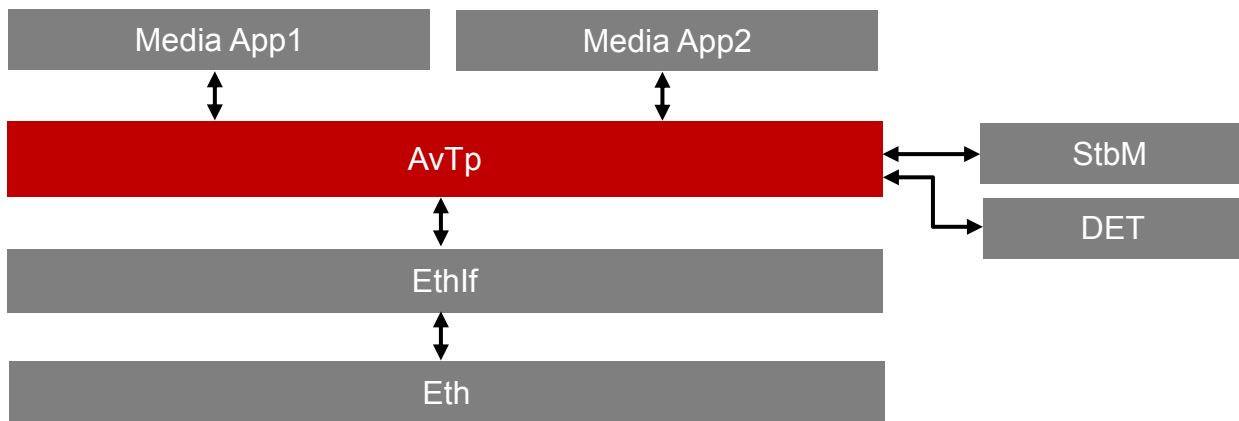 Media App1
Media App2
AvTp
StbM
DET
EthIf
Eth